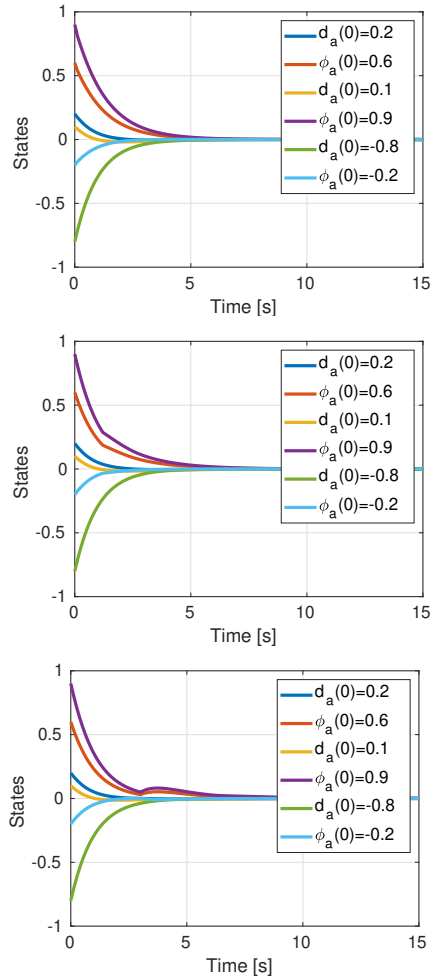 1
0.5
0
-0.5
-1
States
0
5
10
15
Time [s]
d_a(0)=0.2
ϕ_a(0)=0.6
d_a(0)=0.1
ϕ_a(0)=0.9
d_a(0)=-0.8
ϕ_a(0)=-0.2
1
0.5
0
-0.5
-1
States
0
5
10
15
Time [s]
d_a(0)=0.2
ϕ_a(0)=0.6
d_a(0)=0.1
ϕ_a(0)=0.9
d_a(0)=-0.8
ϕ_a(0)=-0.2
1
0.5
0
-0.5
-1
States
0
5
10
15
Time [s]
d_a(0)=0.2
ϕ_a(0)=0.6
d_a(0)=0.1
ϕ_a(0)=0.9
d_a(0)=-0.8
ϕ_a(0)=-0.2